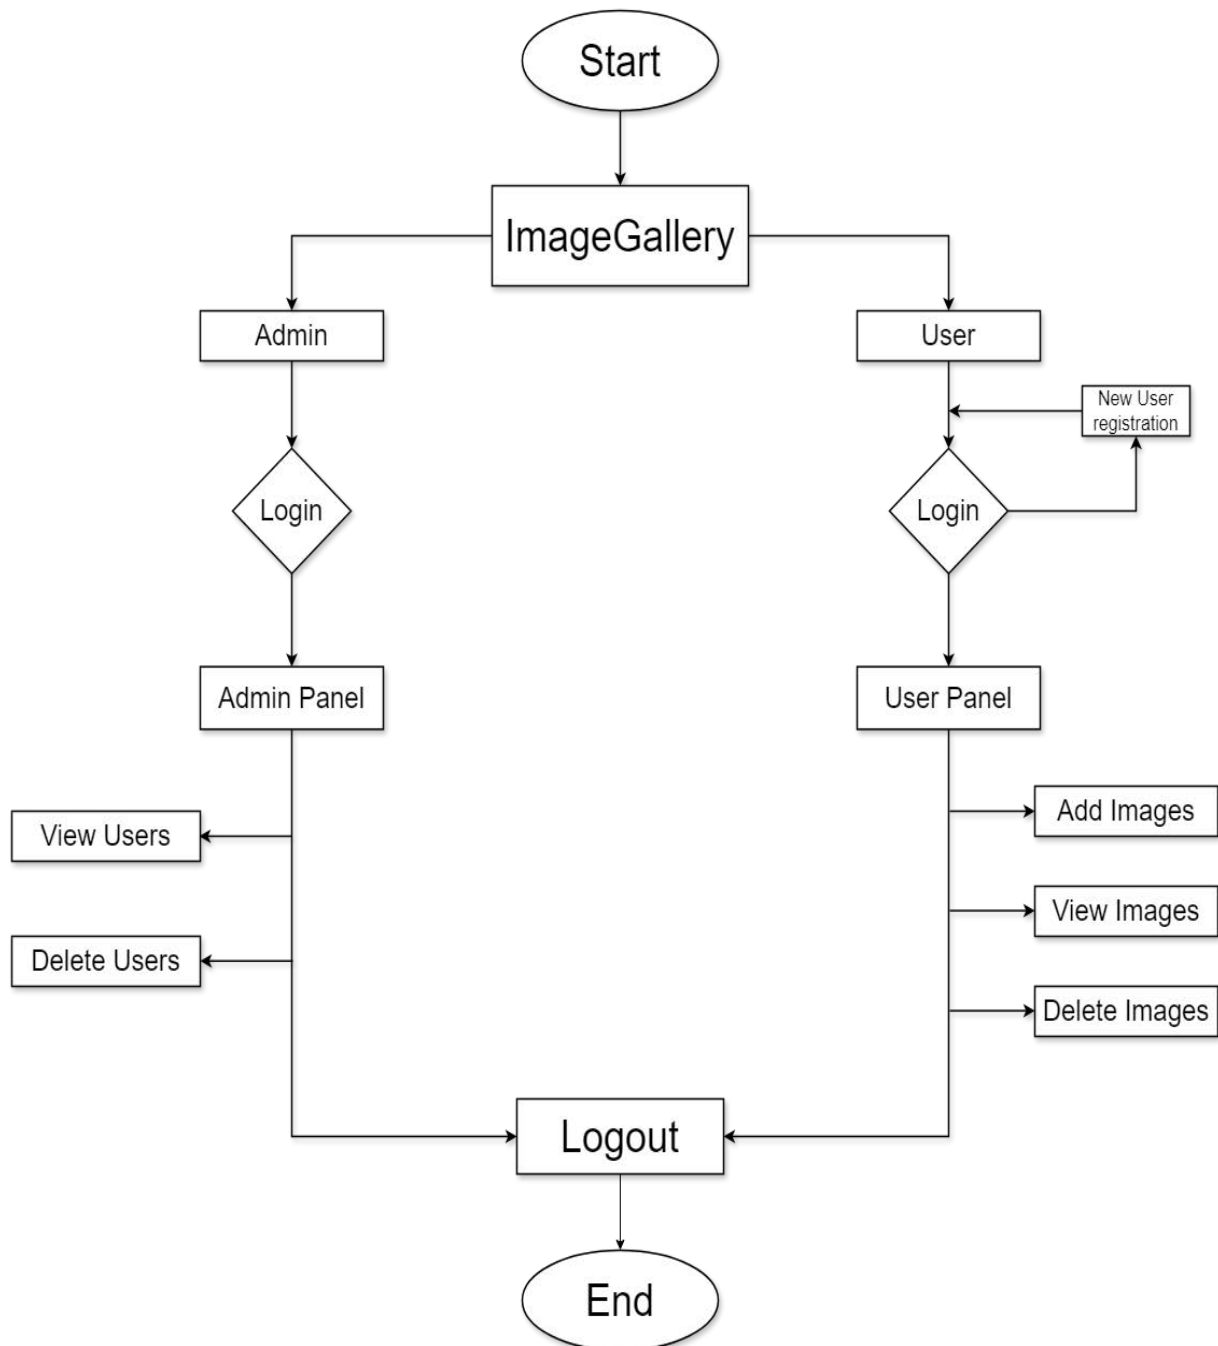 Start
ImageGallery
Admin
User
New User
registration
Login
Login
Admin Panel
User Panel
View Users
Add Images
View Images
Delete Users
Delete Images
Logout
End